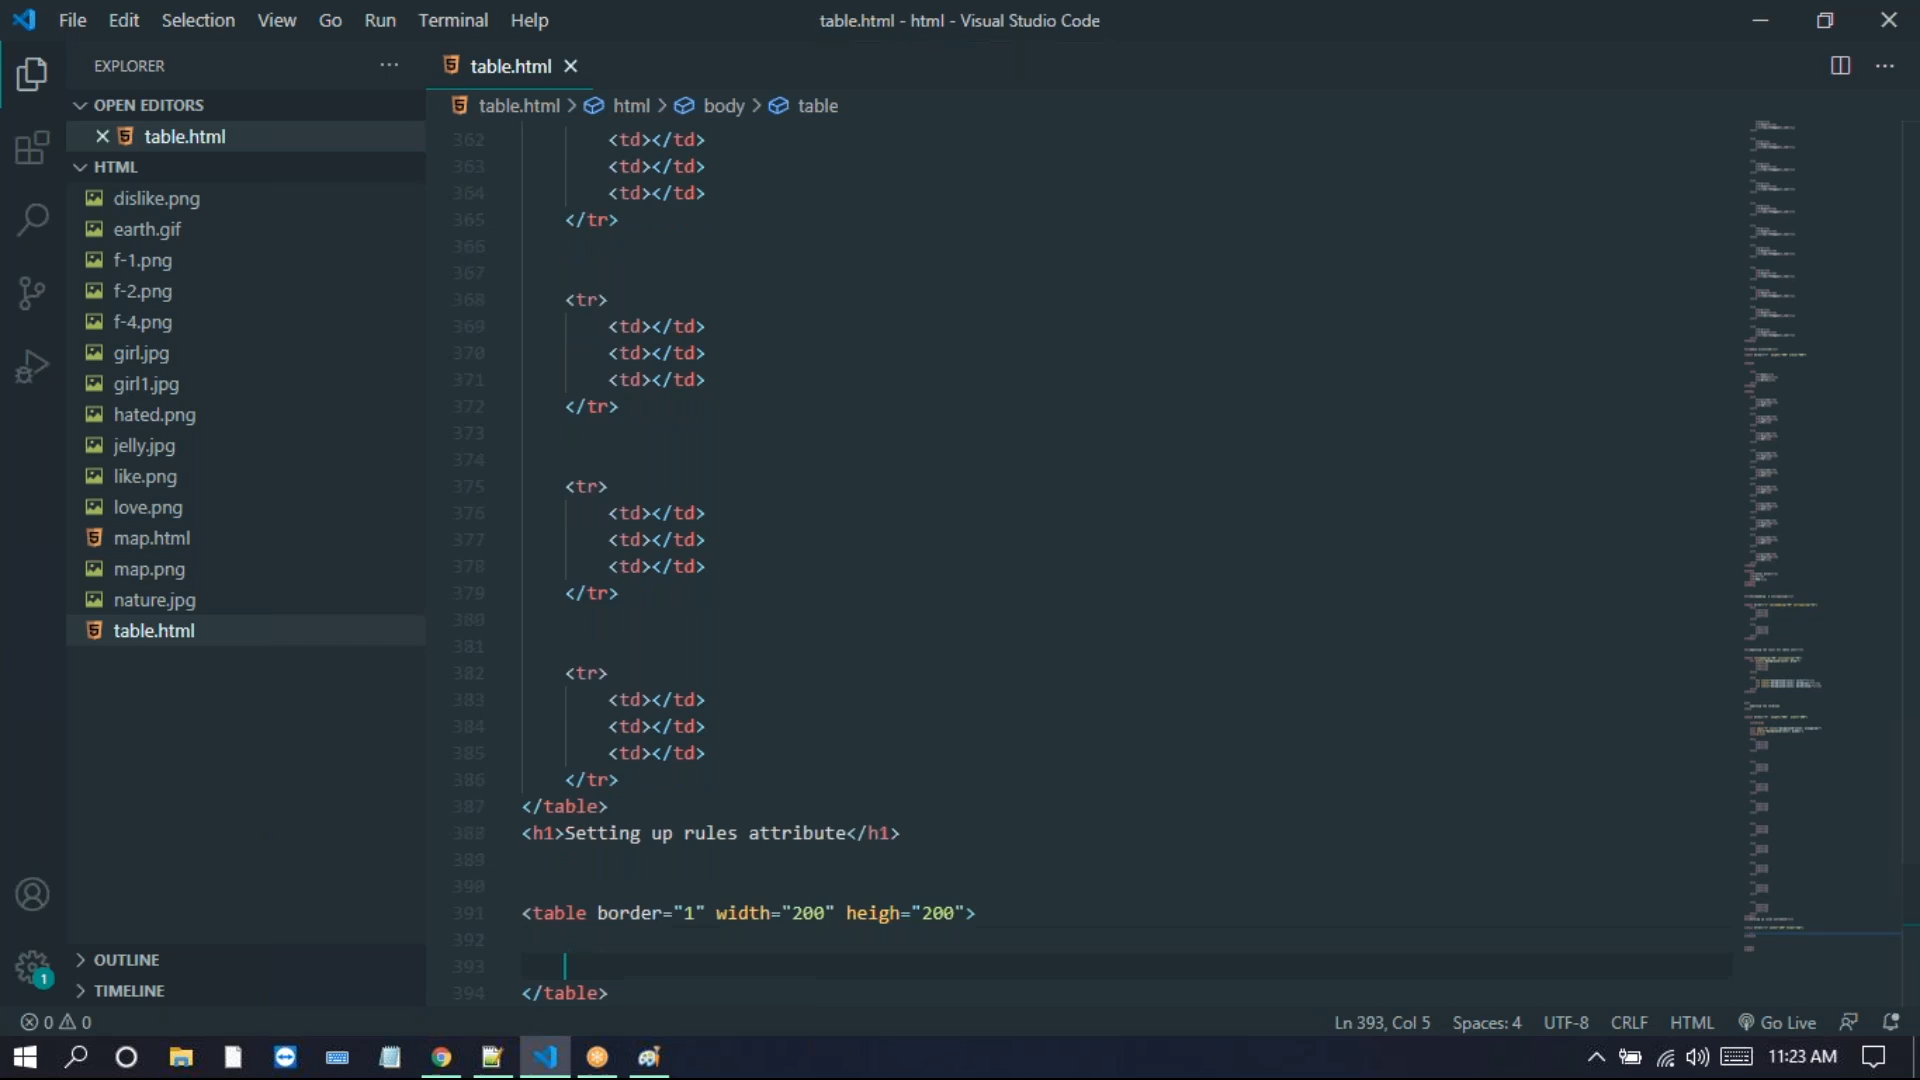 File Edit Selection View Go Run Terminal Help
table.html - html - Visual Studio Code
EXPLORER
OPEN EDITORS
table.html
HTML
dislike.png
earth.gif
f-1.png
f-2.png
f-4.png
girl.jpg
girl1.jpg
hated.png
jelly.jpg
like.png
love.png
map.html
map.png
nature.jpg
table.html
OUTLINE
TIMELINE
table.html
table.html > html > body > table
362 <td></td>
363 <td></td>
364 <td></td>
365 </tr>
366
367
368 <tr>
369 <td></td>
370 <td></td>
371 <td></td>
372 </tr>
373
374
375 <tr>
376 <td></td>
377 <td></td>
378 <td></td>
379 </tr>
380
381
382 <tr>
383 <td></td>
384 <td></td>
385 <td></td>
386 </tr>
387 </table>
388 <h1>Setting up rules attribute</h1>
389
390
391 <table border="1" width="200" heigh="200">
392
393
394 </table>
1
0 0
Ln 393, Col 5 Spaces: 4 UTF-8 CRLF HTML Go Live
11:23 AM